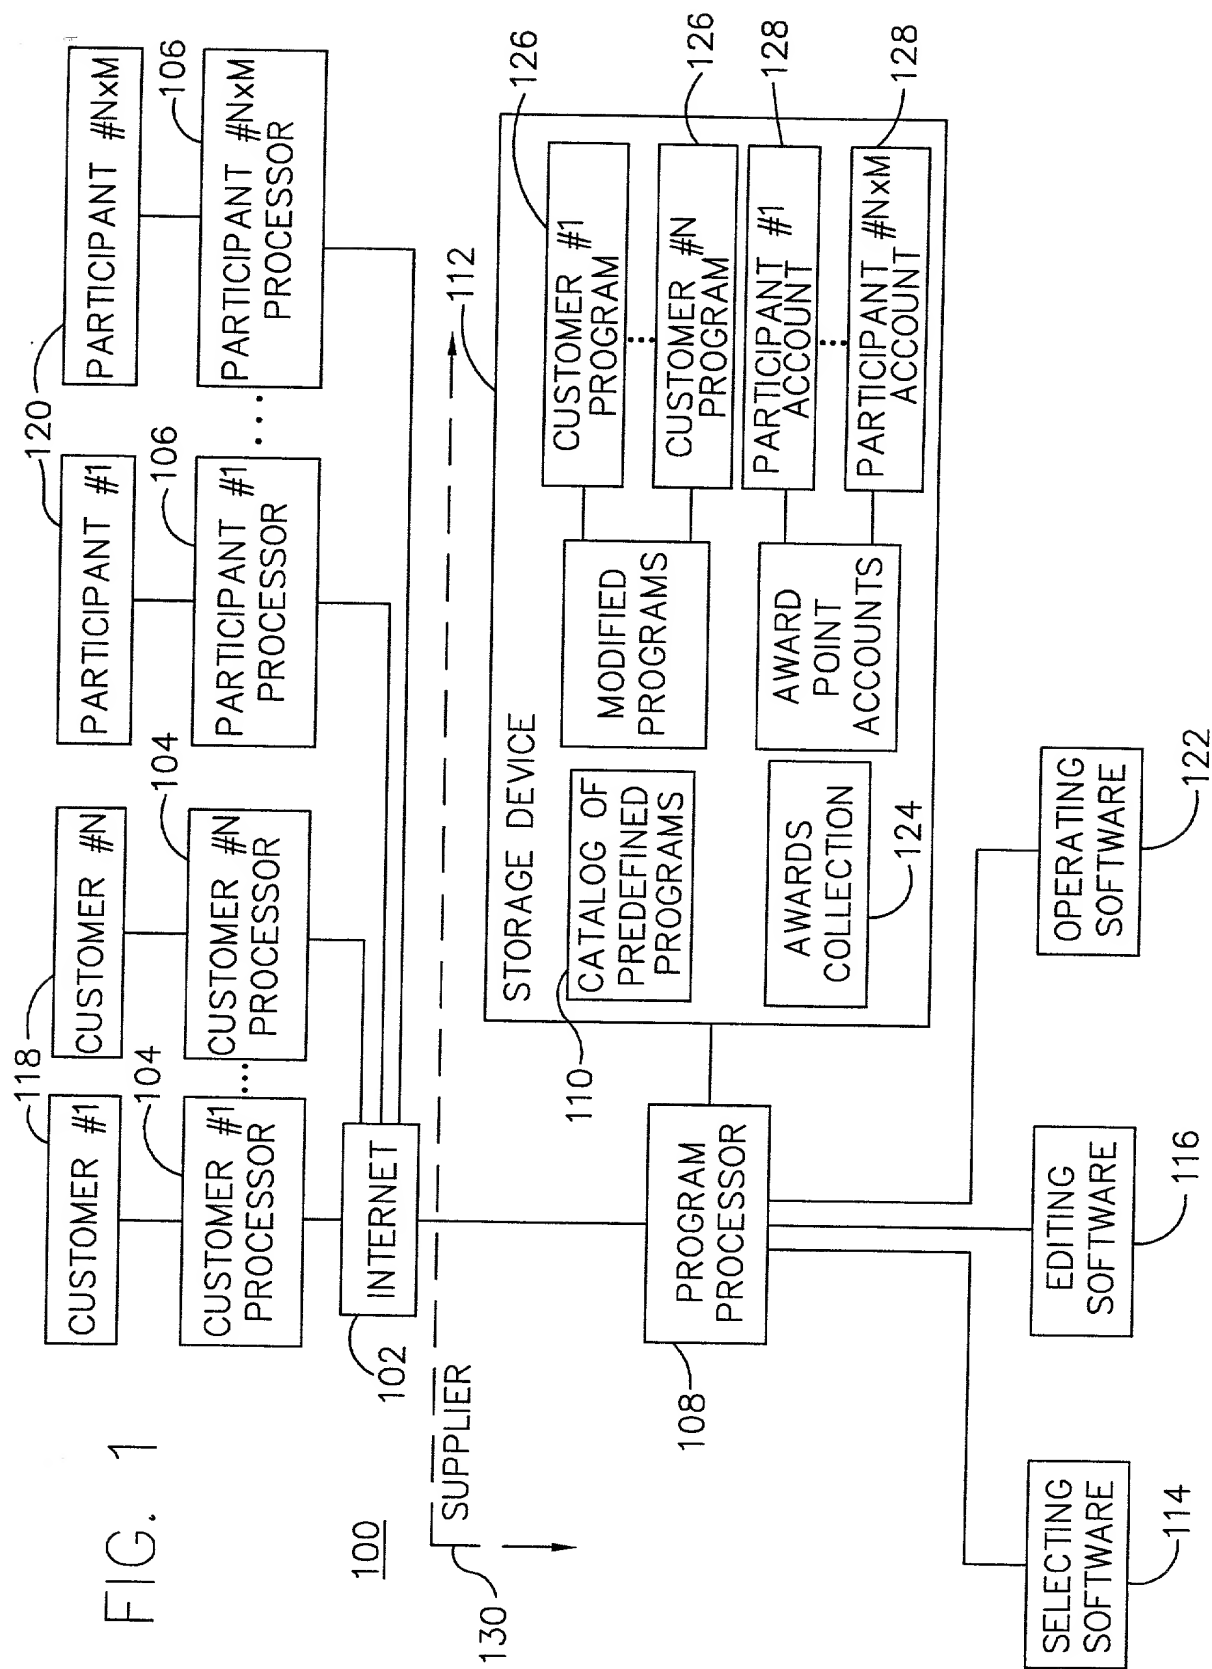 FIG. 1
100
118
CUSTOMER #1
CUSTOMER #N
120
PARTICIPANT #1
PARTICIPANT #NxM
104
CUSTOMER #1
PROCESSOR
104
CUSTOMER #N
PROCESSOR
106
PARTICIPANT #1
PROCESSOR
106
PARTICIPANT #NxM
PROCESSOR
102
INTERNET
130
SUPPLIER
108
PROGRAM
PROCESSOR
112
STORAGE DEVICE
110
CATALOG OF
PREDEFINED
PROGRAMS
MODIFIED
PROGRAMS
CUSTOMER #1
PROGRAM
126
CUSTOMER #N
PROGRAM
126
AWARDS
COLLECTION
124
AWARD
POINT
ACCOUNTS
PARTICIPANT #1
ACCOUNT
128
PARTICIPANT #NxM
ACCOUNT
128
SELECTING
SOFTWARE
114
EDITING
SOFTWARE
116
OPERATING
SOFTWARE
122